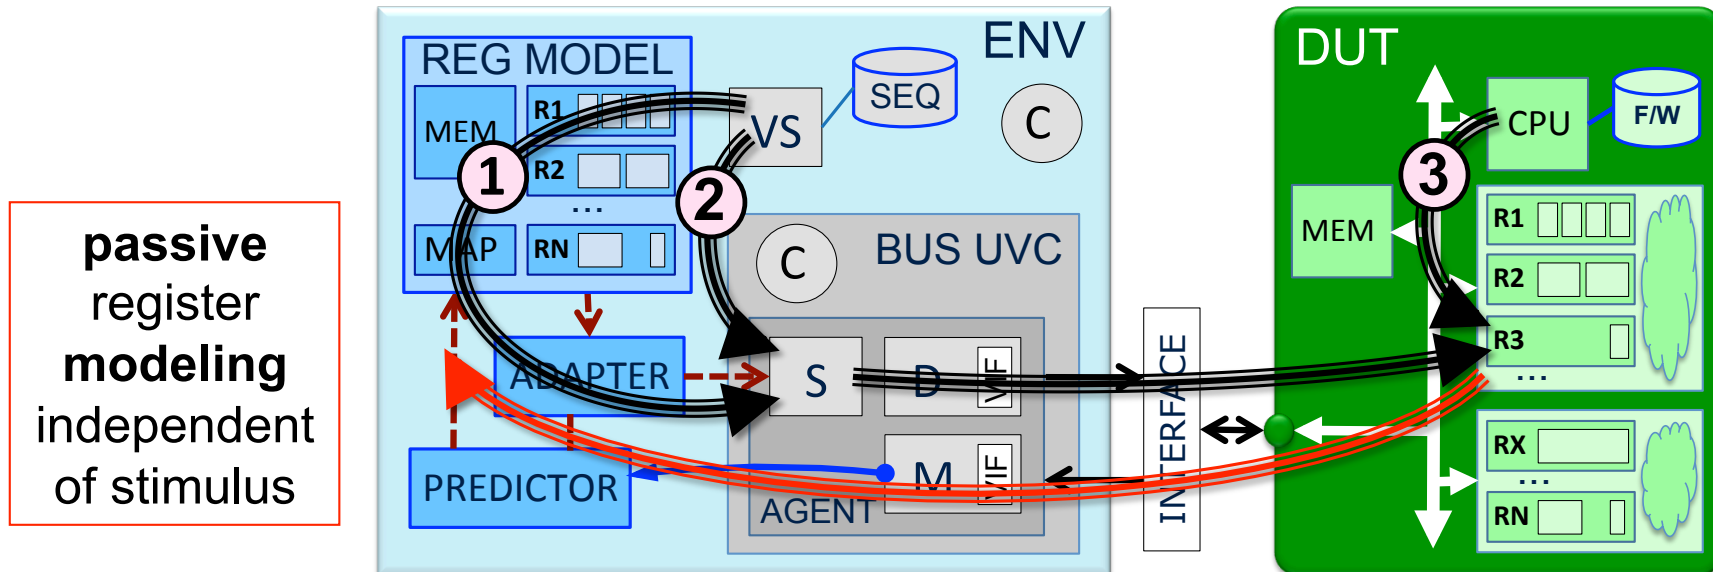 passive
register
modeling
independent
of stimulus
ENV
REG MODEL
MEM
MAP
R1
R2
...
RN
1
2
VS
SEQ
C
ADAPTER
PREDICTOR
BUS UVC
C
S
D
VIF
M
VIF
AGENT
INTERFACE
DUT
CPU
F/W
3
MEM
R1
R2
R3
...
RX
...
RN